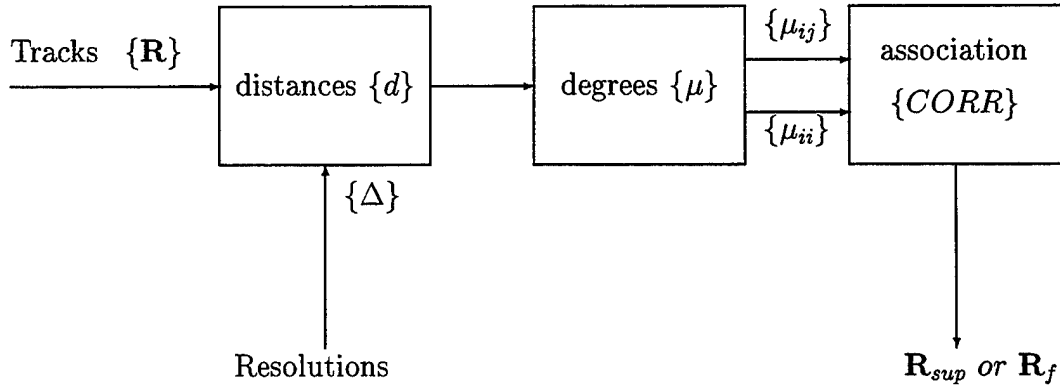 Tracks {R}
distances {d}
degrees {μ}
{μ_ij}
{μ_ii}
association
{CORR}
{Δ}
Resolutions
R_sup or R_f